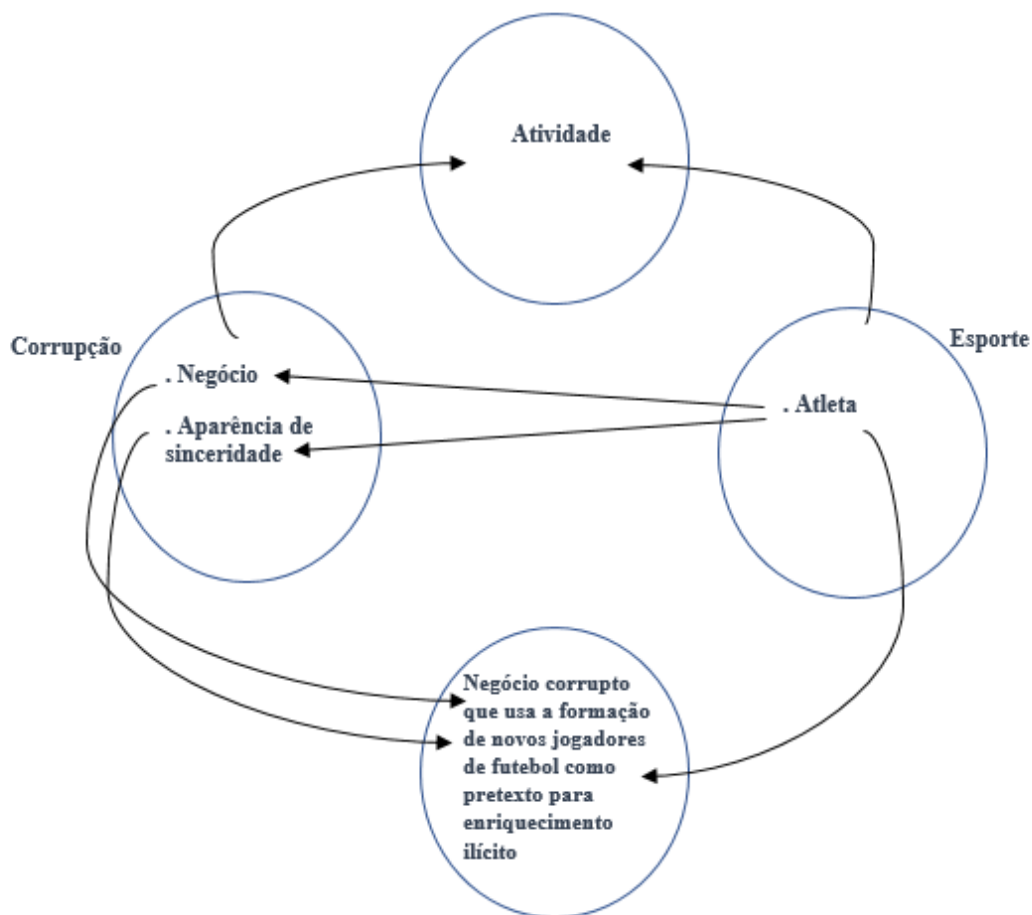 Atividade
Corrupção
Esporte
. Negócio
. Atleta
. Aparência de
sinceridade
Negócio corrupto
que usa a formação
de novos jogadores
de futebol como
pretexto para
enriquecimento
ilícito